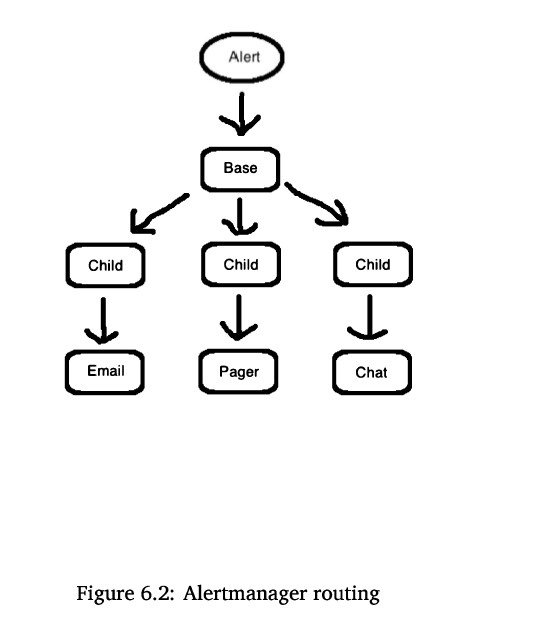 Alert
Base
Child Child Child
Email Pager Chat
Figure 6.2: Alertmanager routing